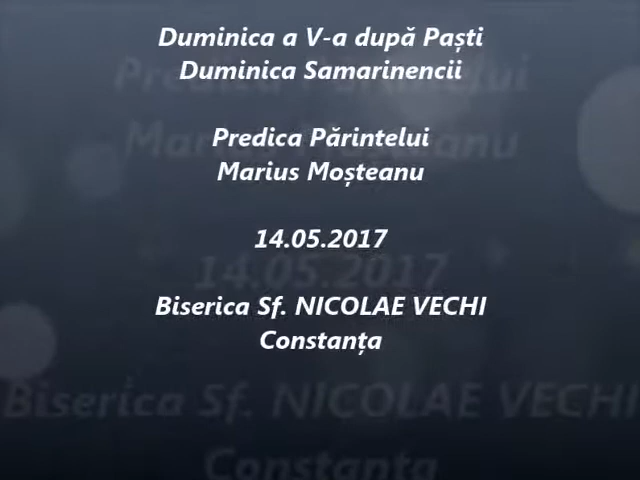 Duminica a V-a după Paști
Duminica Samarinencii
Predica Părintelui
Marius Moșteanu
14.05.2017
Biserica Sf. NICOLAE VECHI
Constanța